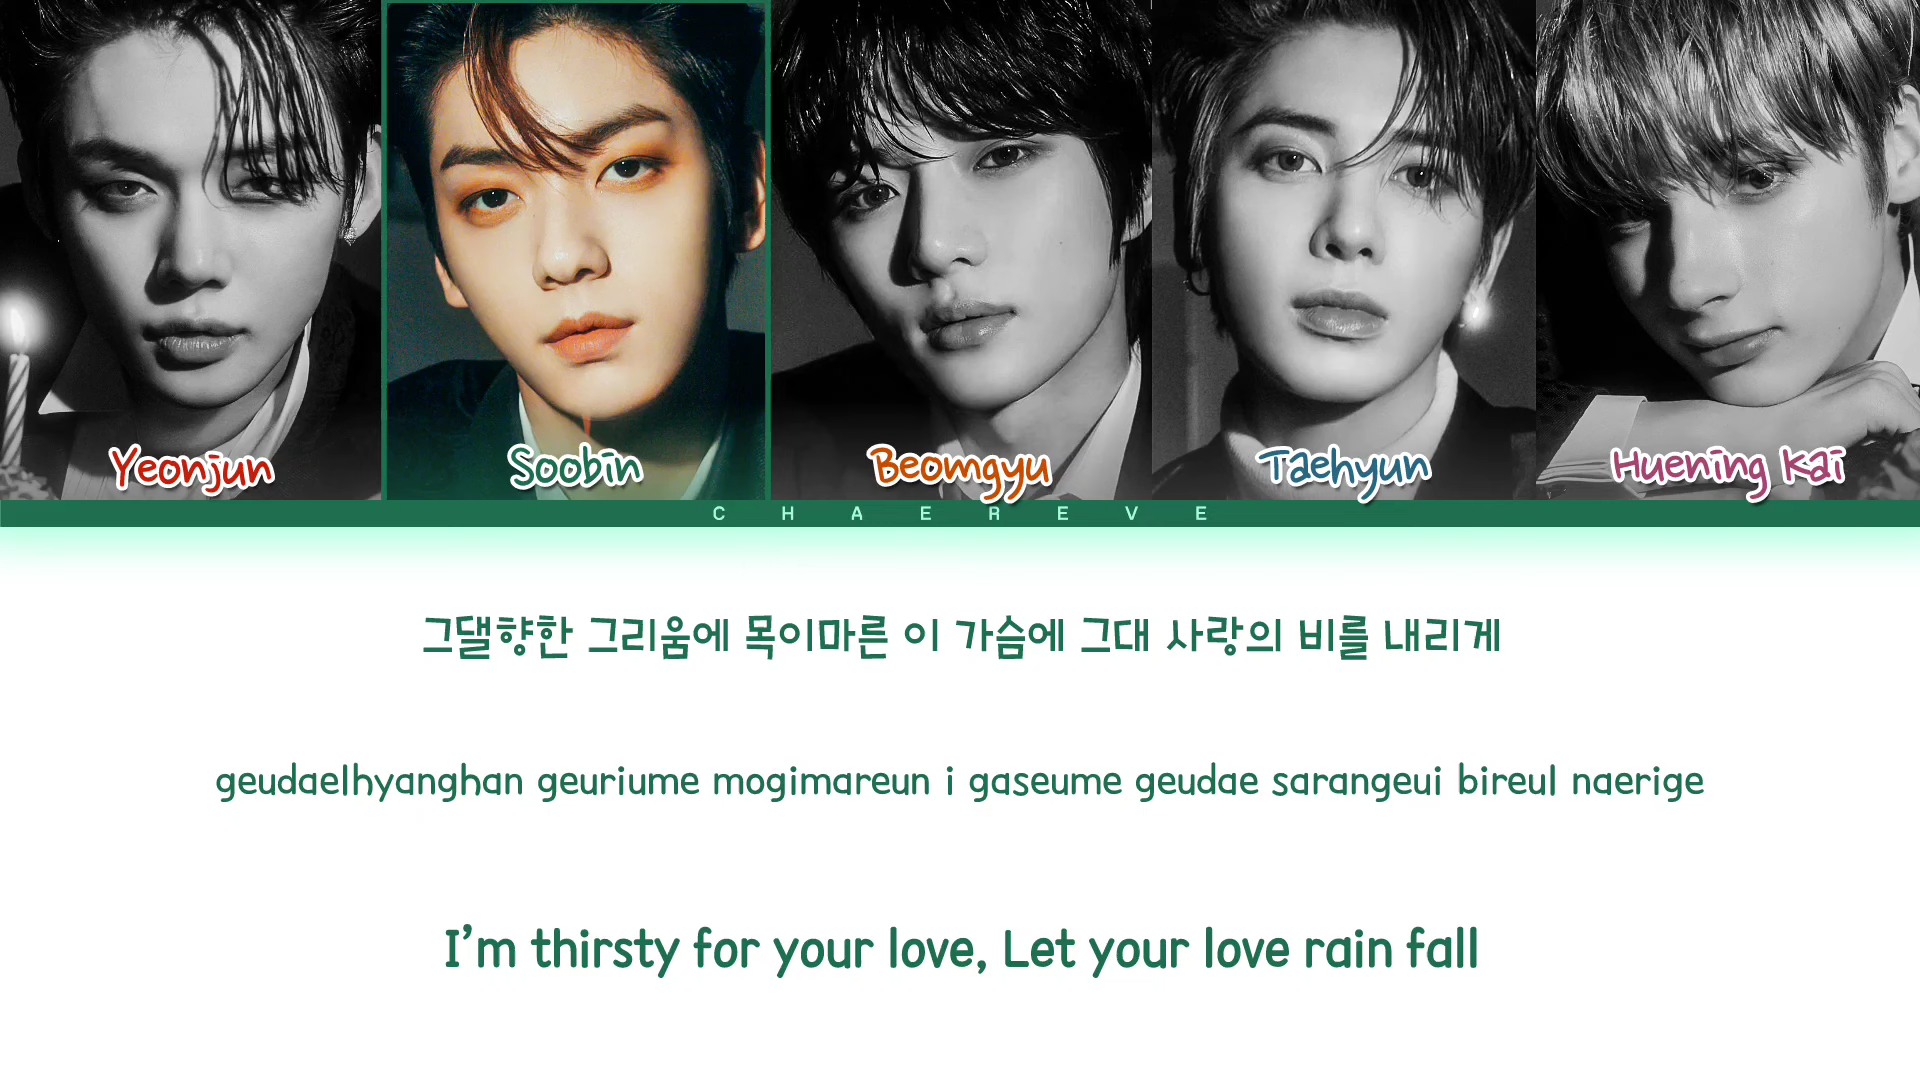 Yeonjun Soobin Beomgyu Taehyun Huening Kai
CHAEREVE
그댈향한 그리움에 목이마른 이 가슴에 그대 사랑의 비를 내리게
geudaelhyanghan geuriume mogimareun i gaseume geudae sarangeui bireul naerige
I’m thirsty for your love, Let your love rain fall